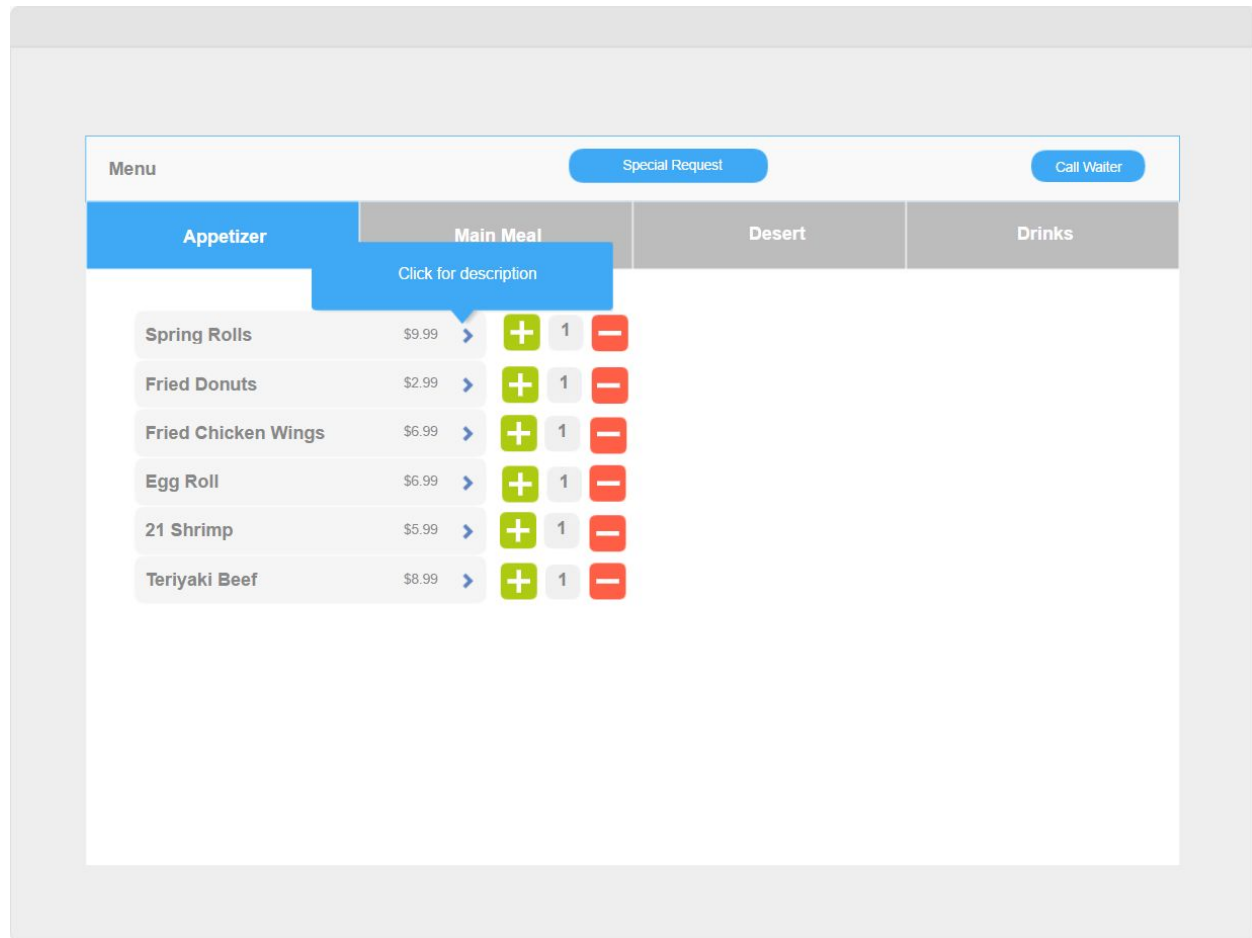 Menu Special Request Call Waiter
Appetizer Main Meal Desert Drinks
Click for description
Spring Rolls $9.99 1
Fried Donuts $2.99 1
Fried Chicken Wings $6.99 1
Egg Roll $6.99 1
21 Shrimp $5.99 1
Teriyaki Beef $8.99 1